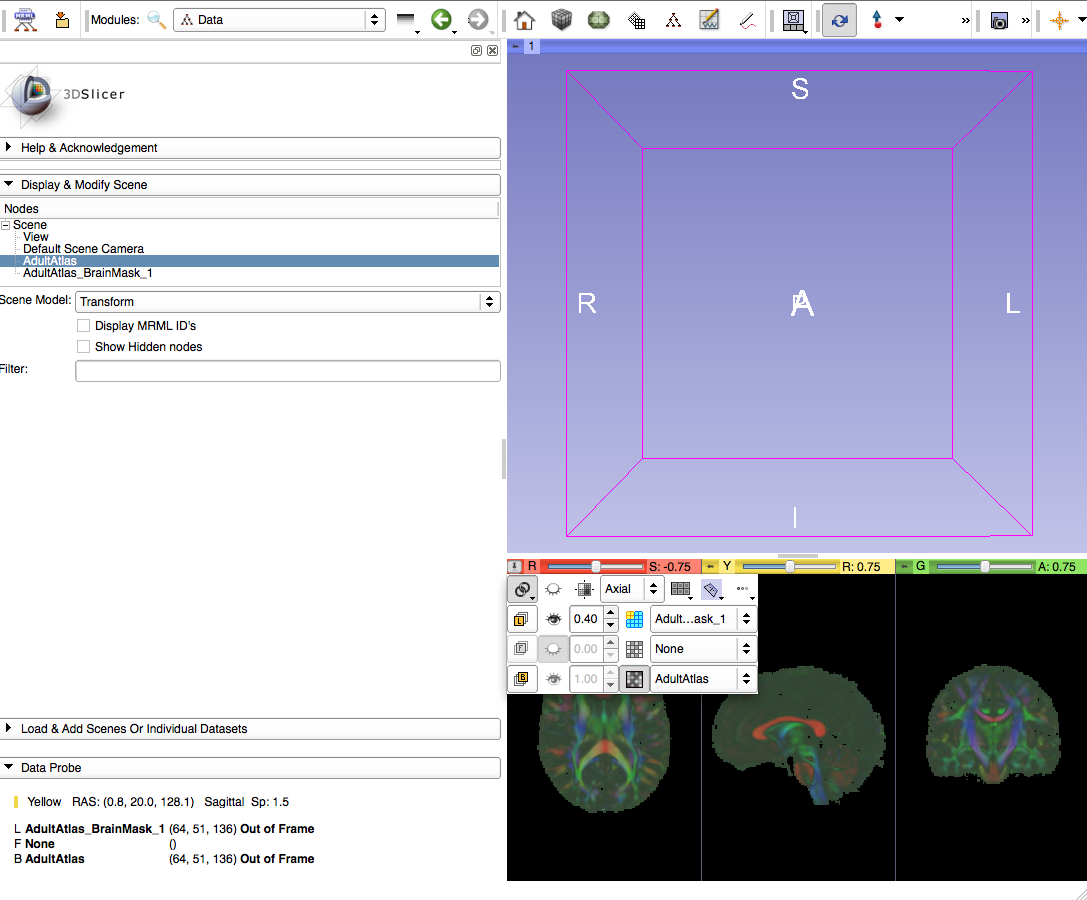 MRML
Modules: Data
1
3DSlicer
Help & Acknowledgement
Display & Modify Scene
Nodes
Scene
View
Default Scene Camera
AdultAtlas
AdultAtlas_BrainMask_1
Scene Model: Transform
Display MRML ID's
Show Hidden nodes
Filter:
S
R
A
L
I
R S: -0.75 Y R: 0.75 G A: 0.75
Axial
L 0.40 Adult...ask_1
F 0.00 None
B 1.00 AdultAtlas
Load & Add Scenes Or Individual Datasets
Data Probe
Yellow RAS: (0.8, 20.0, 128.1) Sagittal Sp: 1.5
L AdultAtlas_BrainMask_1 (64, 51, 136) Out of Frame
F None ()
B AdultAtlas (64, 51, 136) Out of Frame